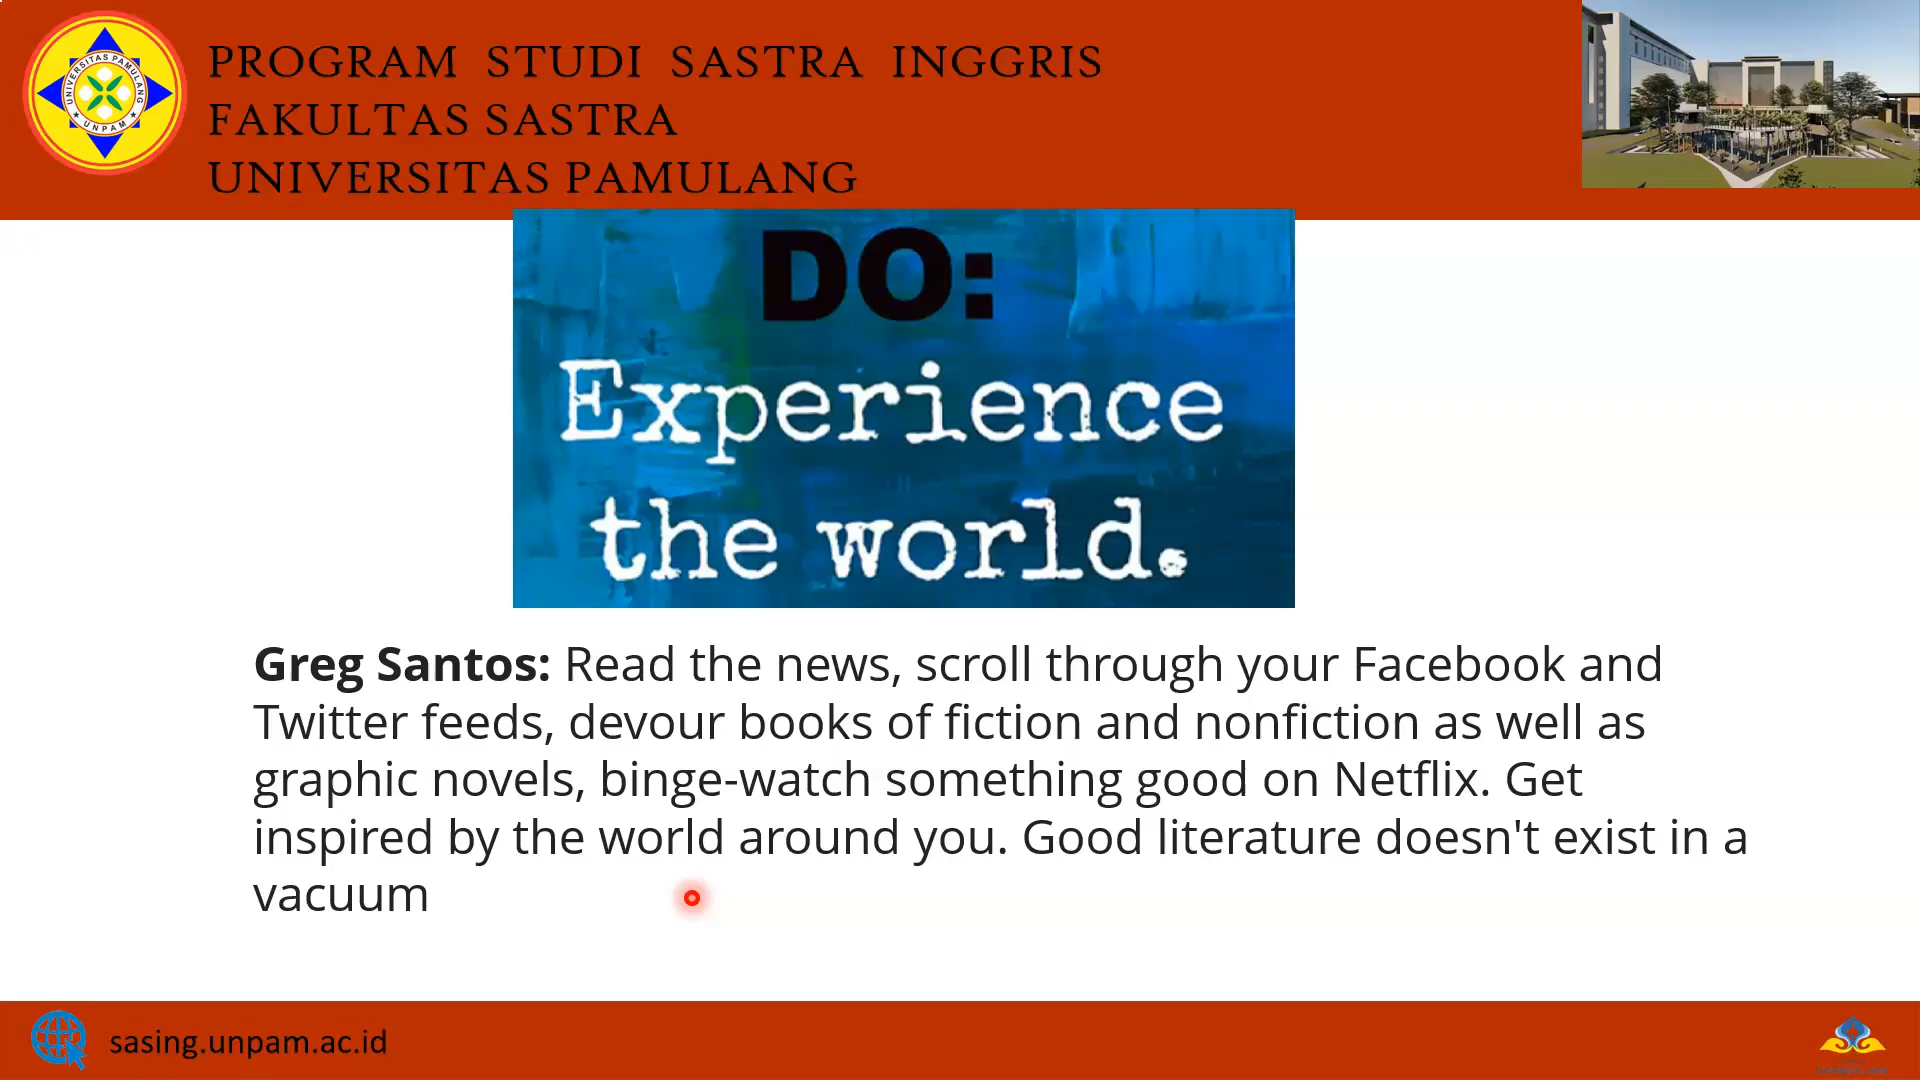 PROGRAM STUDI SASTRA INGGRIS
FAKULTAS SASTRA
UNIVERSITAS PAMULANG
UNIVERSITAS PAMULANG
UNPAM
DO:
Experience
the world.
Greg Santos: Read the news, scroll through your Facebook and
Twitter feeds, devour books of fiction and nonfiction as well as
graphic novels, binge-watch something good on Netflix. Get
inspired by the world around you. Good literature doesn't exist in a
vacuum
sasing.unpam.ac.id